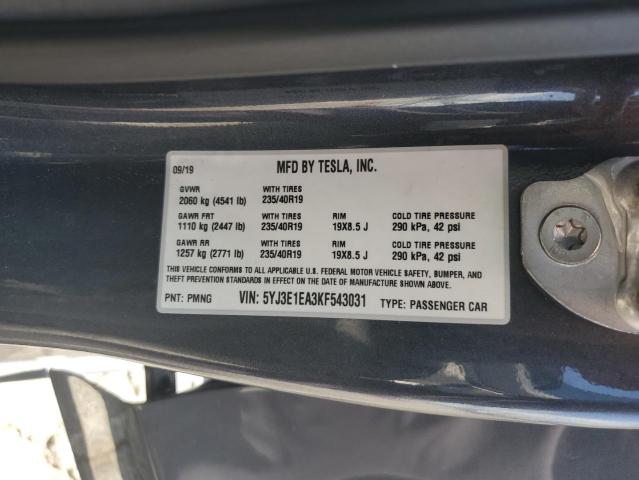 09/19 MFD BY TESLA, INC.
GVWR WITH TIRES
2060 kg (4541 lb) 235/40R19
GAWR FRT WITH TIRES RIM COLD TIRE PRESSURE
1110 kg (2447 lb) 235/40R19 19X8.5 J 290 kPa, 42 psi
GAWR RR WITH TIRES RIM COLD TIRE PRESSURE
1257 kg (2771 lb) 235/40R19 19X8.5 J 290 kPa, 42 psi
THIS VEHICLE CONFORMS TO ALL APPLICABLE U.S. FEDERAL MOTOR VEHICLE SAFETY, BUMPER, AND
THEFT PREVENTION STANDARDS IN EFFECT ON THE DATE OF MANUFACTURE SHOWN ABOVE.
PNT: PMNG VIN: 5YJ3E1EA3KF543031 TYPE: PASSENGER CAR